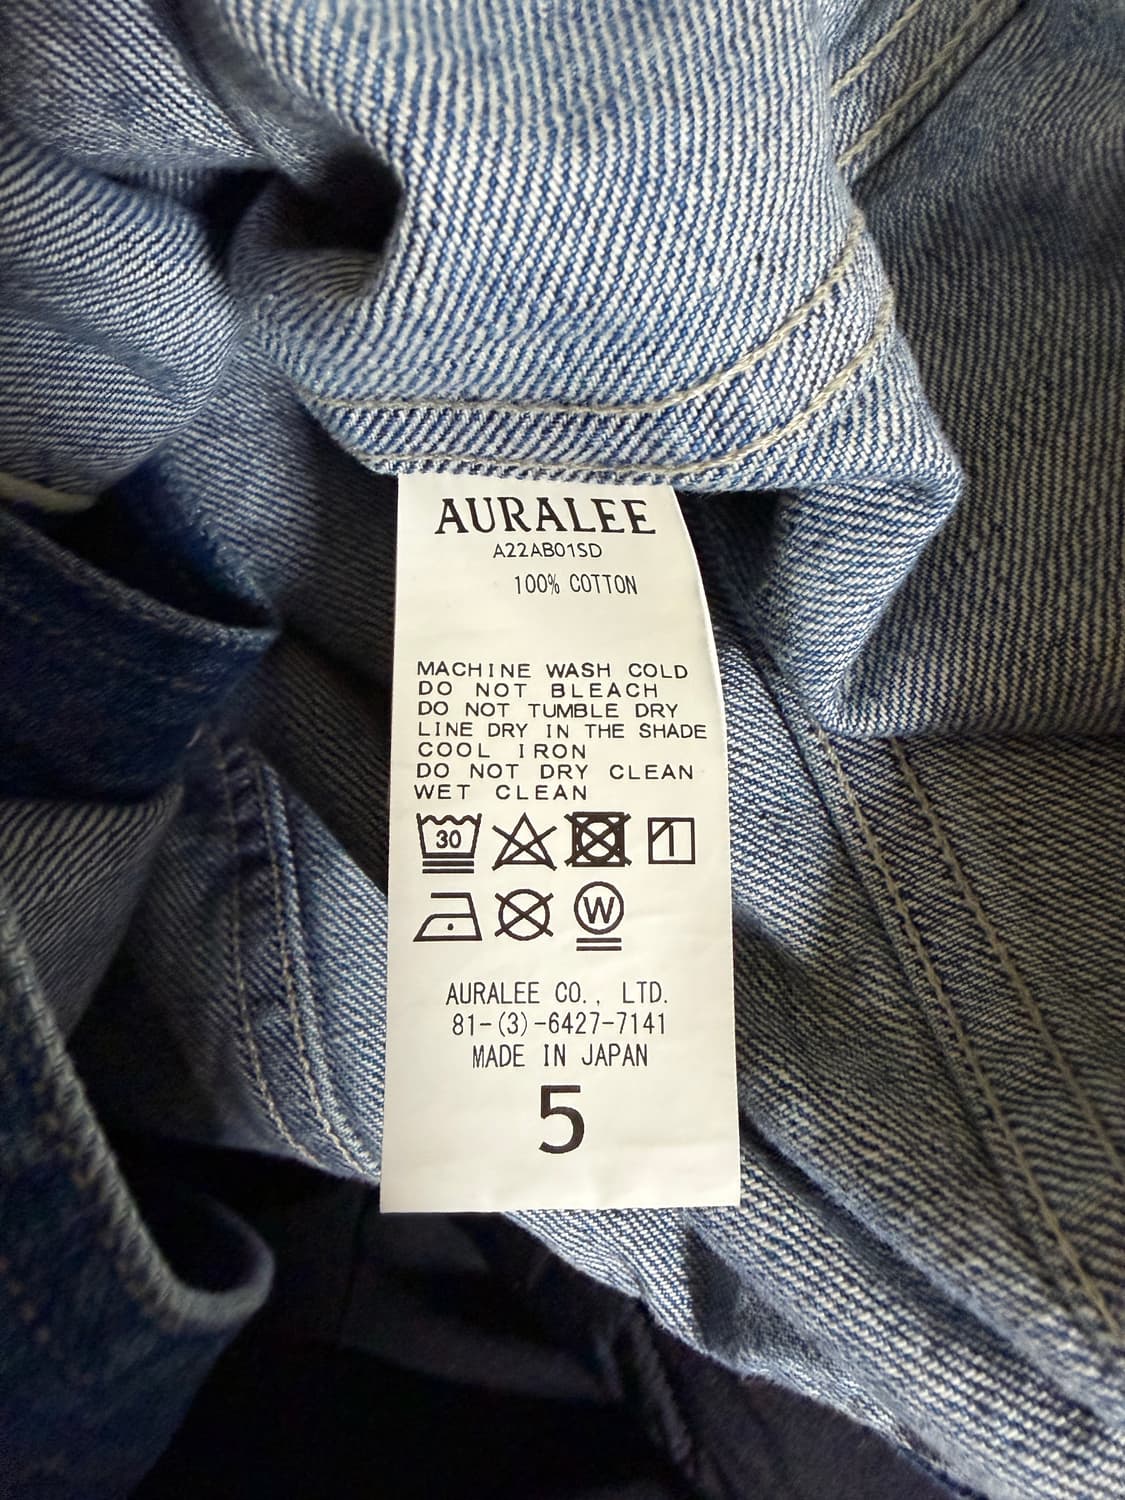 AURALEE
A22AB01SD
100% COTTON
MACHINE WASH COLD
DO NOT BLEACH
DO NOT TUMBLE DRY
LINE DRY IN THE SHADE
COOL IRON
DO NOT DRY CLEAN
WET CLEAN
30
W
AURALEE CO., LTD.
81-(3)-6427-7141
MADE IN JAPAN
5